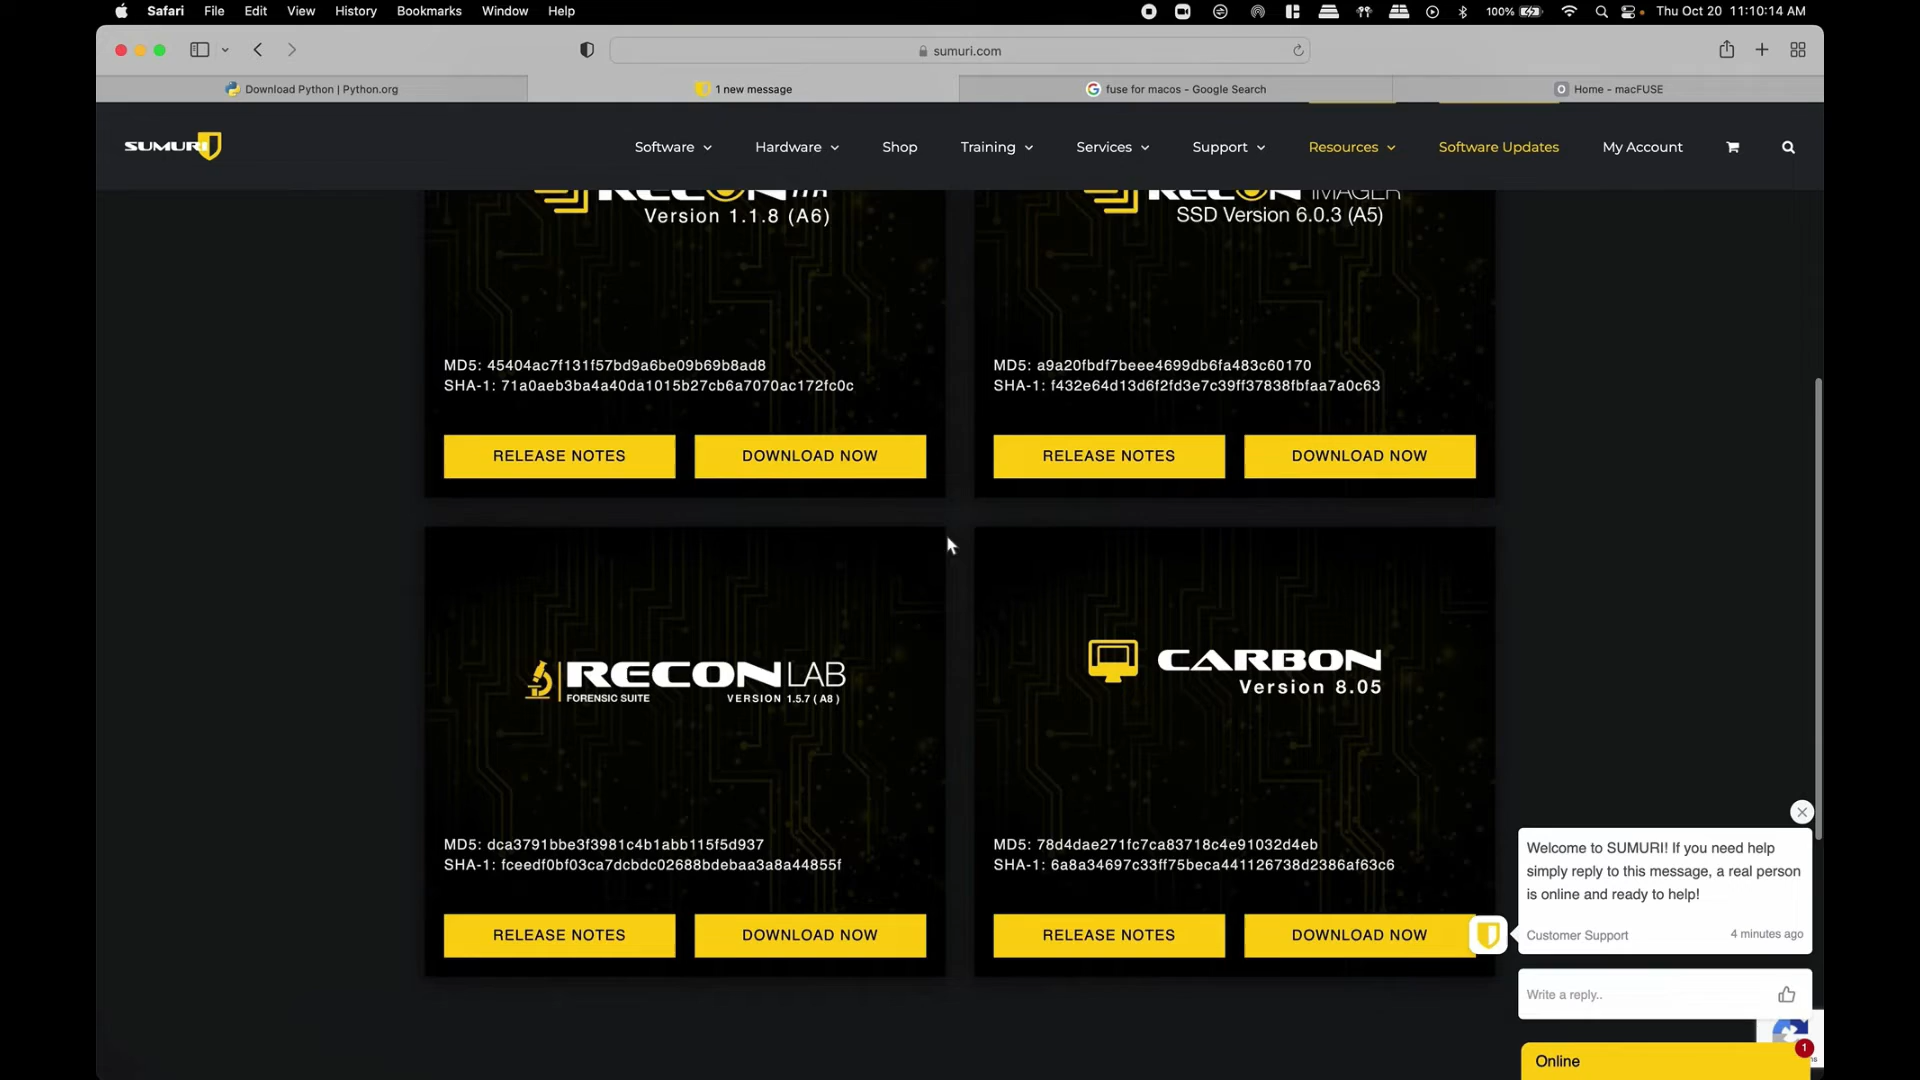 Safari File Edit View History Bookmarks Window Help 100% Thu Oct 20 11:10:14 AM
sumuri.com
Download Python | Python.org
1 new message
fuse for macos - Google Search
Home - macFUSE
SUMURI Software Hardware Shop Training Services Support Resources Software Updates My Account
RECON ITR
Version 1.1.8 (A6)
MD5: 45404ac7f131f57bd9a6be09b69b8ad8
SHA-1: 71a0aeb3ba4a40da1015b27cb6a7070ac172fc0c
RELEASE NOTES DOWNLOAD NOW
RECON IMAGER
SSD Version 6.0.3 (A5)
MD5: a9a20fbdf7beee4699db6fa483c60170
SHA-1: f432e64d13d6f2fd3e7c39ff37838fbfaa7a0c63
RELEASE NOTES DOWNLOAD NOW
RECON LAB
FORENSIC SUITE VERSION 1.5.7 ( A8 )
MD5: dca3791bbe3f3981c4b1abb115f5d937
SHA-1: fceedf0bf03ca7dcbdc02688bdebaa3a8a44855f
RELEASE NOTES DOWNLOAD NOW
CARBON
Version 8.05
MD5: 78d4dae271fc7ca83718c4e91032d4eb
SHA-1: 6a8a34697c33ff75beca441126738d2386af63c6
RELEASE NOTES DOWNLOAD NOW
Welcome to SUMURI! If you need help
simply reply to this message, a real person
is online and ready to help!
Customer Support 4 minutes ago
Write a reply..
Online
1